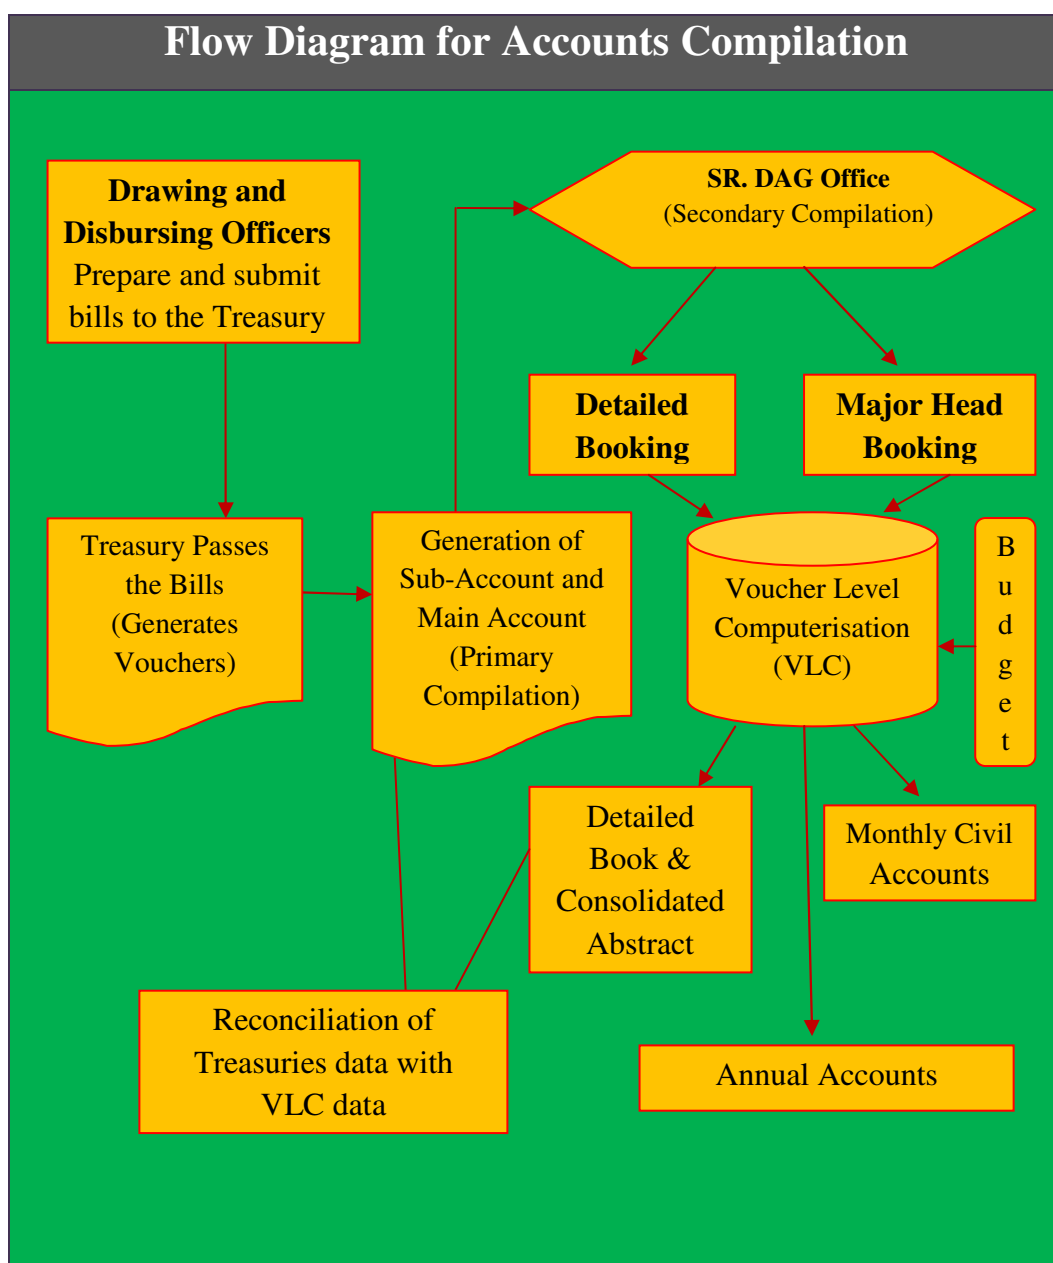 Flow Diagram for Accounts Compilation
Drawing and
Disbursing Officers
Prepare and submit
bills to the Treasury
SR. DAG Office
(Secondary Compilation)
Detailed
Booking
Major Head
Booking
Treasury Passes
the Bills
(Generates
Vouchers)
Generation of
Sub-Account and
Main Account
(Primary
Compilation)
Voucher Level
Computerisation
(VLC)
B
u
d
g
e
t
Detailed
Book &
Consolidated
Abstract
Monthly Civil
Accounts
Reconciliation of
Treasuries data with
VLC data
Annual Accounts